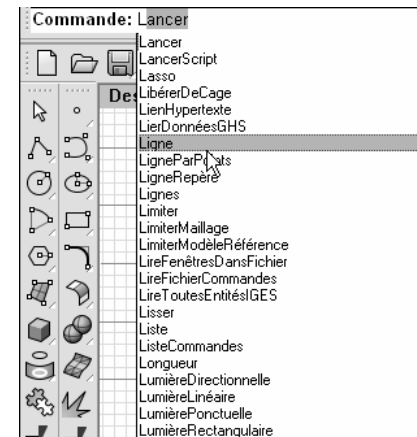 Commande: Lancer
Lancer
LancerScript
Lasso
LibérerDeCage
Des
LienHypertexte
LierDonnéesGHS
Ligne
LigneParPoints
LigneRepère
Lignes
Limiter
LimiterMaillage
LimiterModèleRéférence
LireFenêtresDansFichier
LireFichierCommandes
LireToutesEntitésIGES
Lisser
Liste
ListeCommandes
Longueur
LumièreDirectionnelle
LumièreLinéaire
LumièrePonctuelle
LumièreRectangulaire